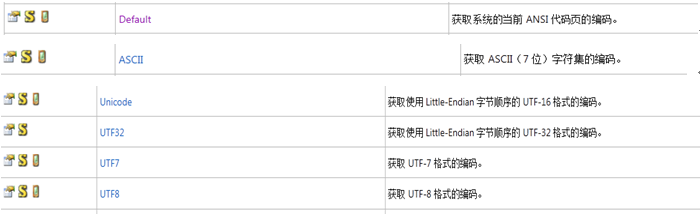 Default 获取系统的当前 ANSI 代码页的编码。
ASCII 获取 ASCII（7 位）字符集的编码。
Unicode 获取使用 Little-Endian 字节顺序的 UTF-16 格式的编码。
UTF32 获取使用 Little-Endian 字节顺序的 UTF-32 格式的编码。
UTF7 获取 UTF-7 格式的编码。
UTF8 获取 UTF-8 格式的编码。